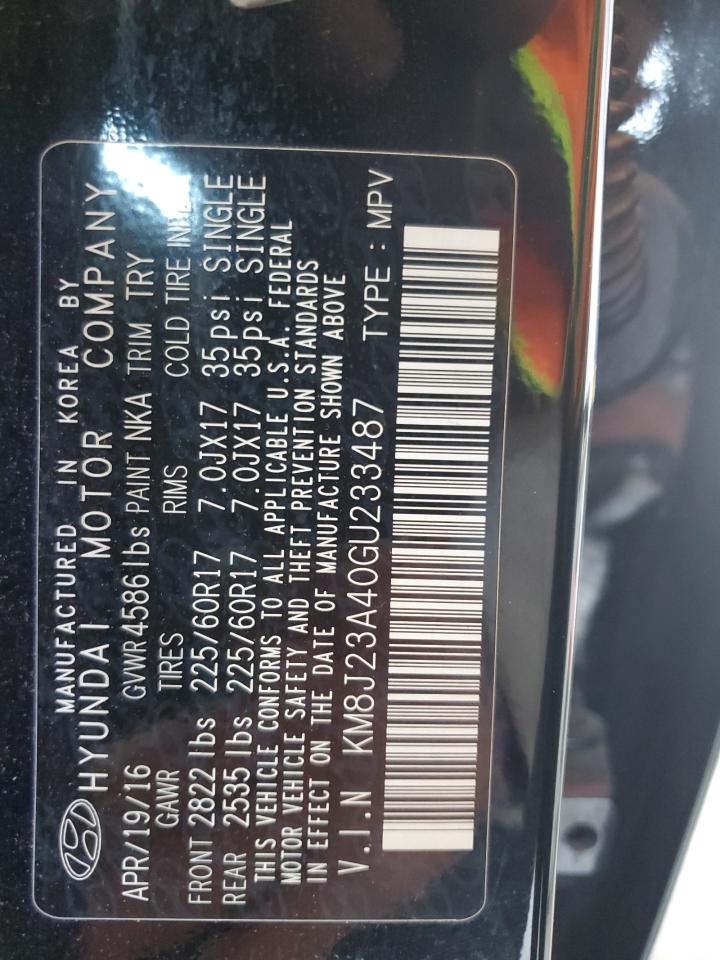 MANUFACTURED IN KOREA BY
HYUNDAI MOTOR COMPANY
APR/19/16 GVWR 4586 lbs PAINT NKA TRIM TRY
GAWR TIRES RIMS COLD TIRE
FRONT 2822 lbs 225/60R17 7.0JX17 35psi SINGLE
REAR 2535 lbs 225/60R17 7.0JX17 35psi SINGLE
THIS VEHICLE CONFORMS TO ALL APPLICABLE U.S.A. FEDERAL
MOTOR VEHICLE SAFETY AND THEFT PREVENTION STANDARDS
IN EFFECT ON THE DATE OF MANUFACTURE SHOWN ABOVE
V.I.N KM8J23A40GU233487 TYPE : MPV